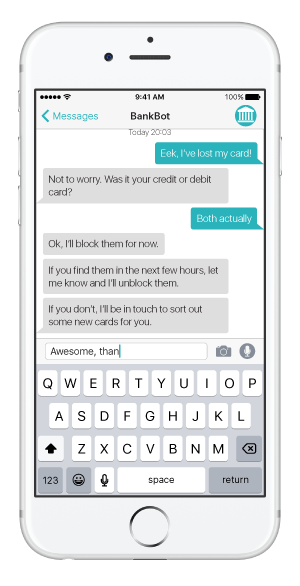 9:41 AM 100%
Messages BankBot
Today 20:03
Eek, I've lost my card!
Not to worry. Was it your credit or debit
card?
Both actually
Ok, I'll block them for now.
If you find them in the next few hours, let
me know and I'll unblock them.
If you don't, I'll be in touch to sort out
some new cards for you.
Awesome, than
Q W E R T Y U I O P
A S D F G H J K L
Z X C V B N M
123 space return